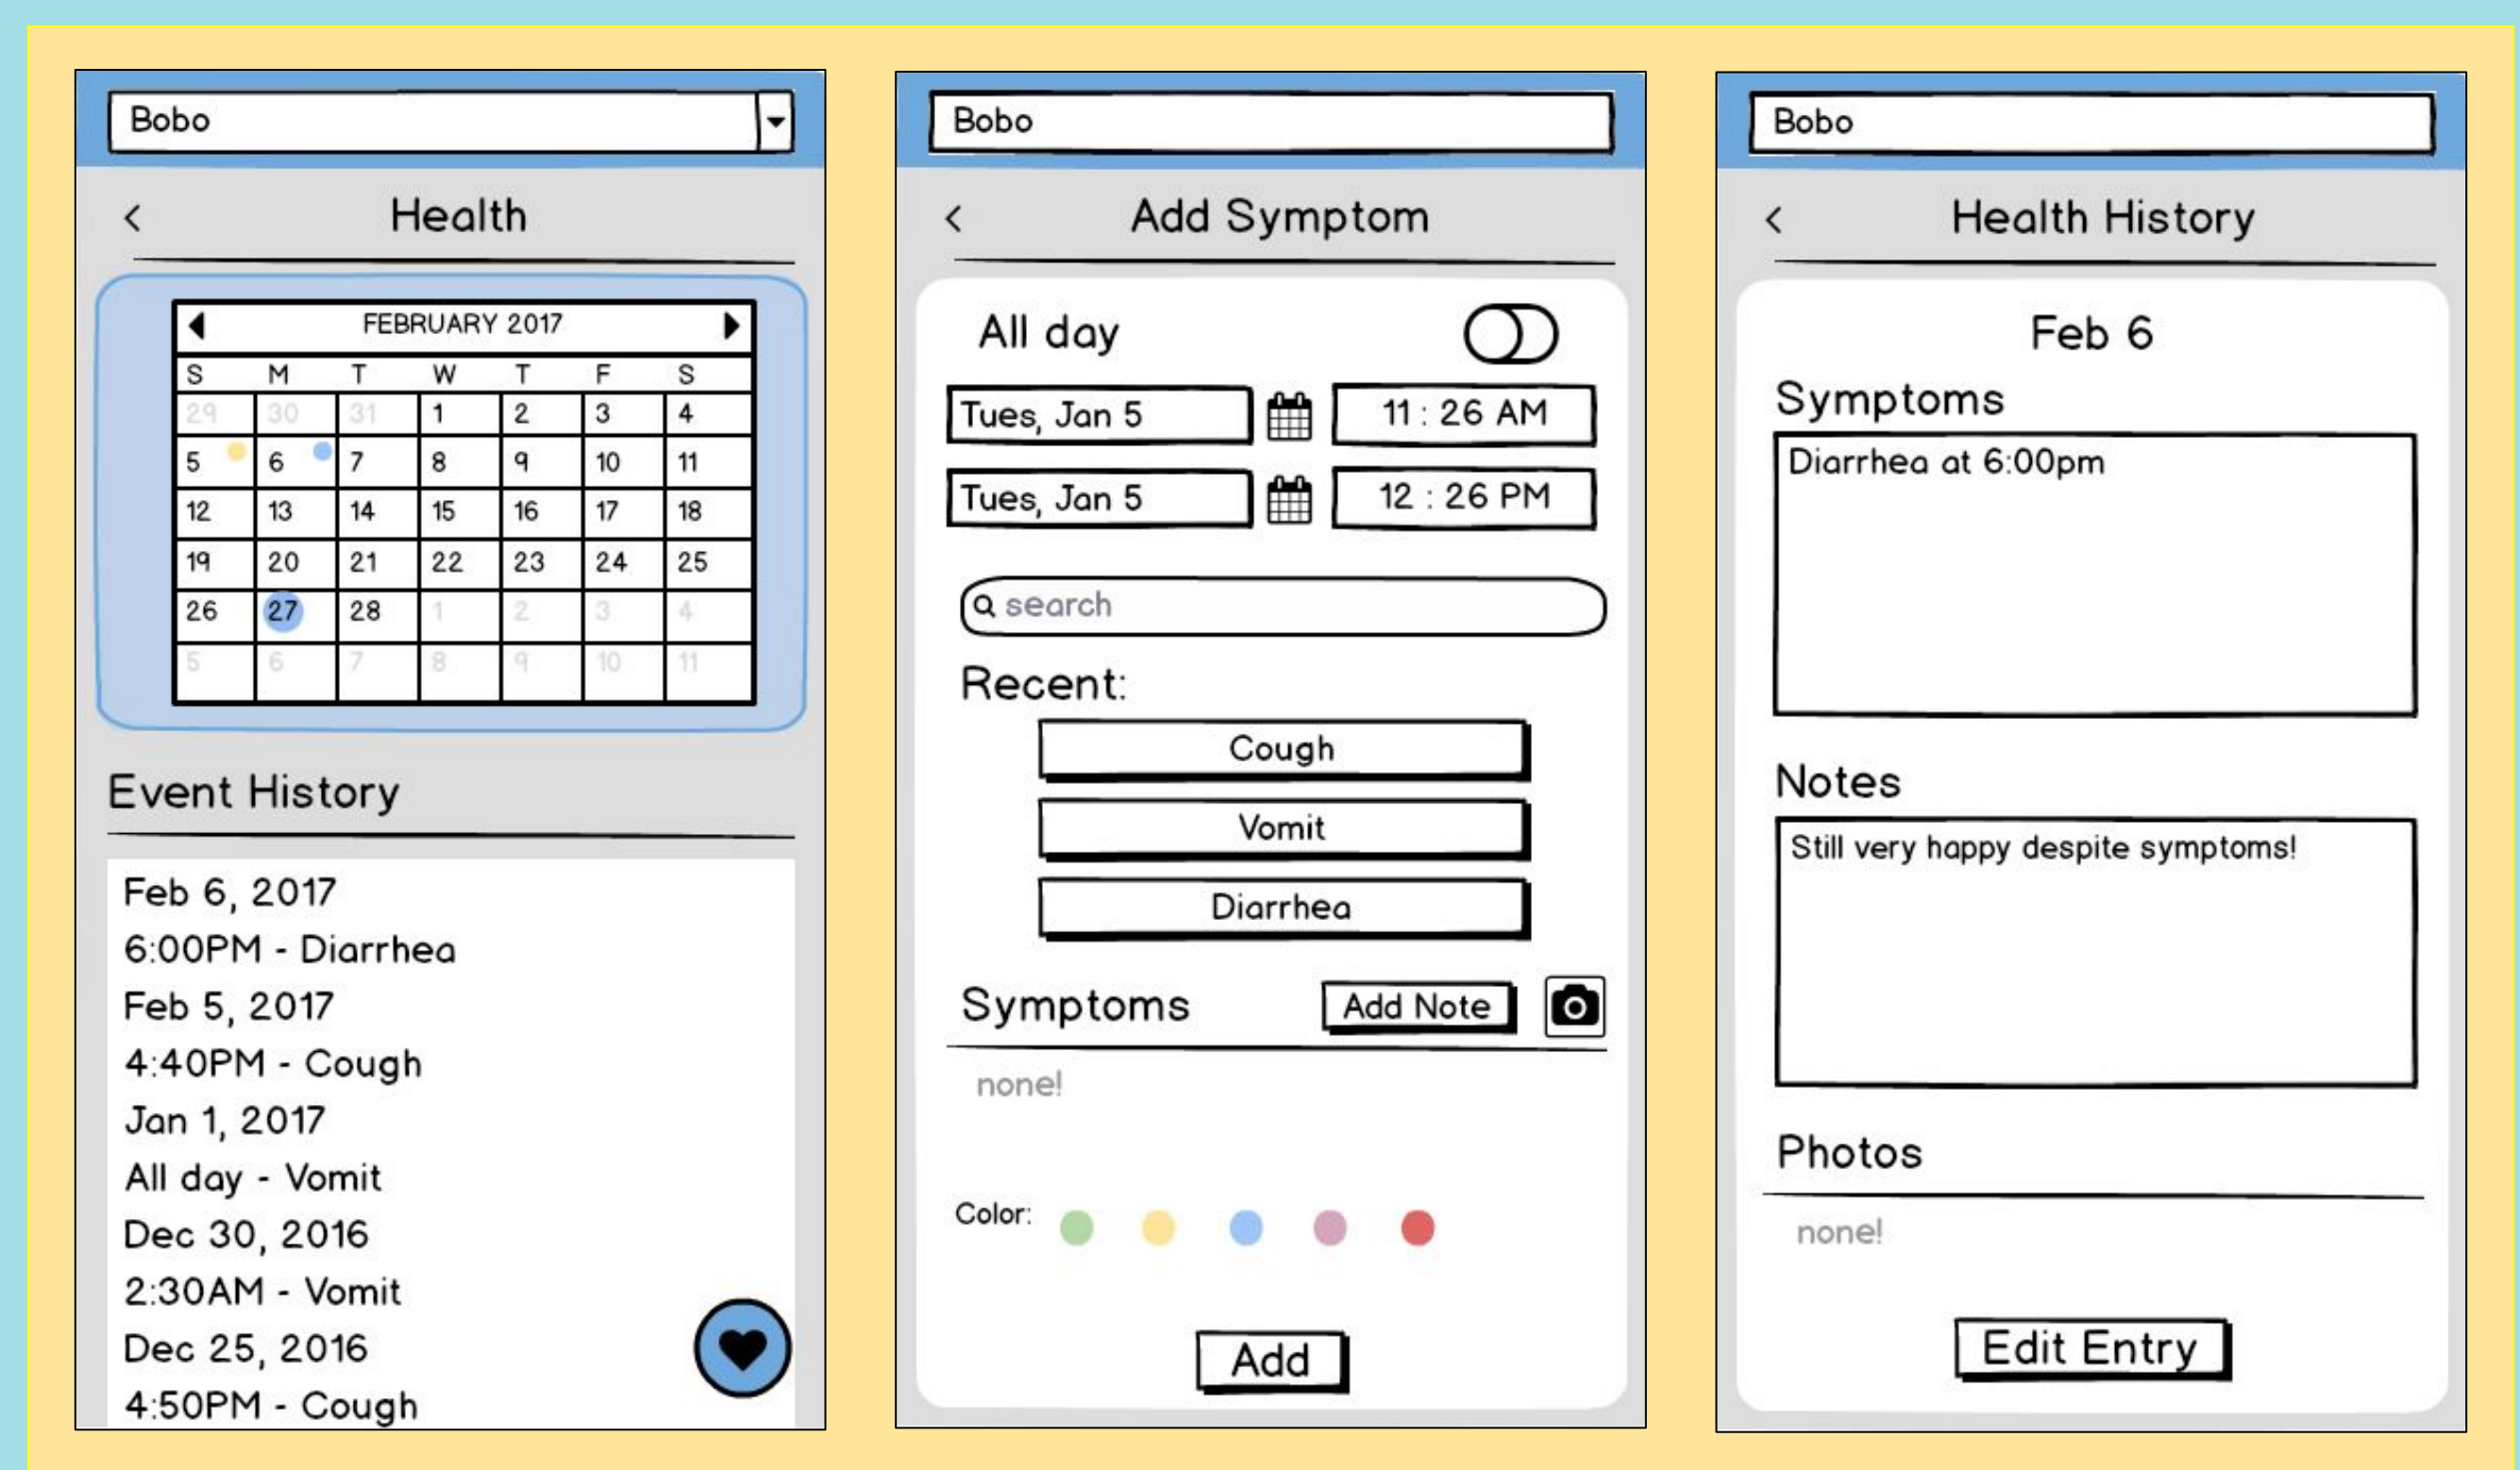 Bobo
Health
FEBRUARY 2017
S M T W T F S
29 30 31 1 2 3 4
5 6 7 8 9 10 11
12 13 14 15 16 17 18
19 20 21 22 23 24 25
26 27 28 1 2 3 4
5 6 7 8 9 10 11
Event History
Feb 6, 2017
6:00PM - Diarrhea
Feb 5, 2017
4:40PM - Cough
Jan 1, 2017
All day - Vomit
Dec 30, 2016
2:30AM - Vomit
Dec 25, 2016
4:50PM - Cough
Bobo
Add Symptom
All day
Tues, Jan 5 11 : 26 AM
Tues, Jan 5 12 : 26 PM
search
Recent:
Cough
Vomit
Diarrhea
Symptoms Add Note
none!
Color:
Add
Bobo
Health History
Feb 6
Symptoms
Diarrhea at 6:00pm
Notes
Still very happy despite symptoms!
Photos
none!
Edit Entry